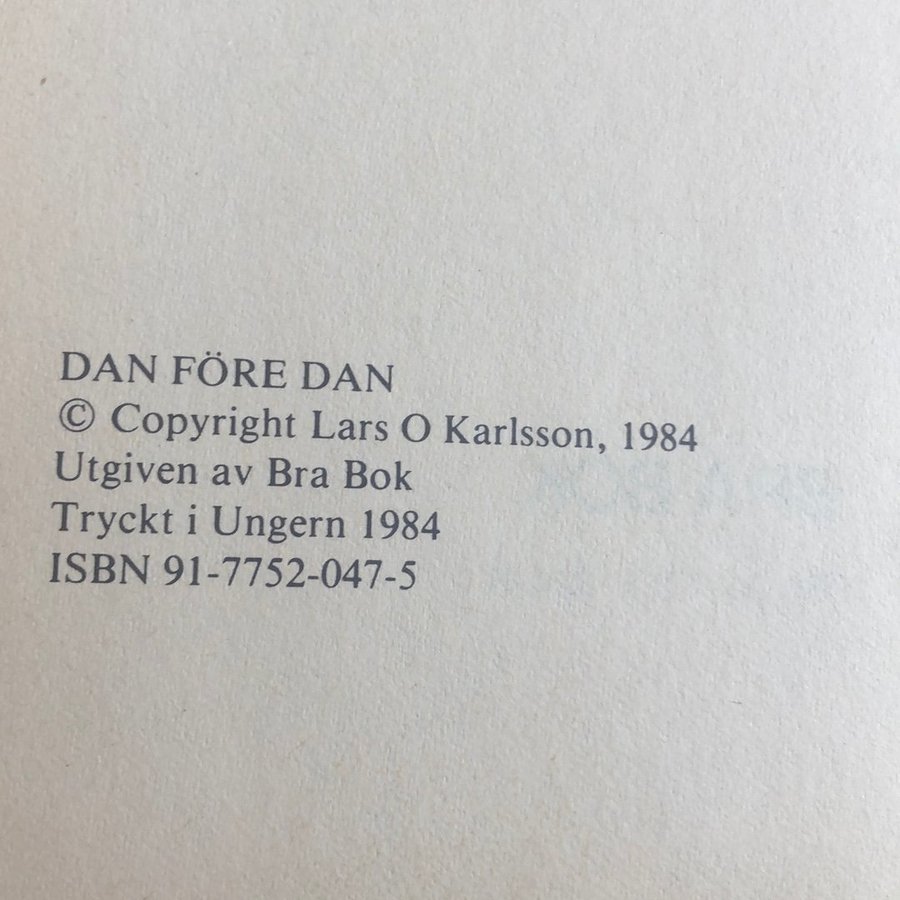 DAN FÖRE DAN
© Copyright Lars O Karlsson, 1984
Utgiven av Bra Bok
Tryckt i Ungern 1984
ISBN 91-7752-047-5